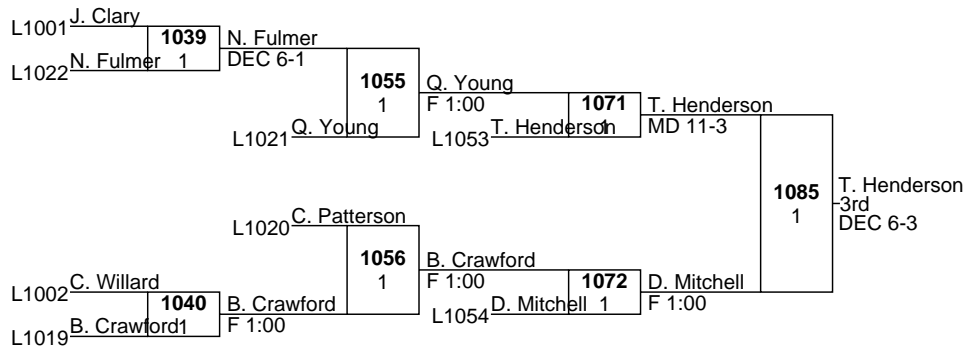 J. Clary
L1001
1039
1
N. Fulmer
L1022
N. Fulmer
DEC 6-1
1055
1
Q. Young
L1021
Q. Young
F 1:00
1071
1
T. Henderson
L1053
T. Henderson
MD 11-3
1085
1
T. Henderson
3rd
DEC 6-3
C. Patterson
L1020
1056
1
B. Crawford
F 1:00
C. Willard
L1002
1040
1
B. Crawford
L1019
B. Crawford
F 1:00
1072
1
D. Mitchell
L1054
D. Mitchell
F 1:00